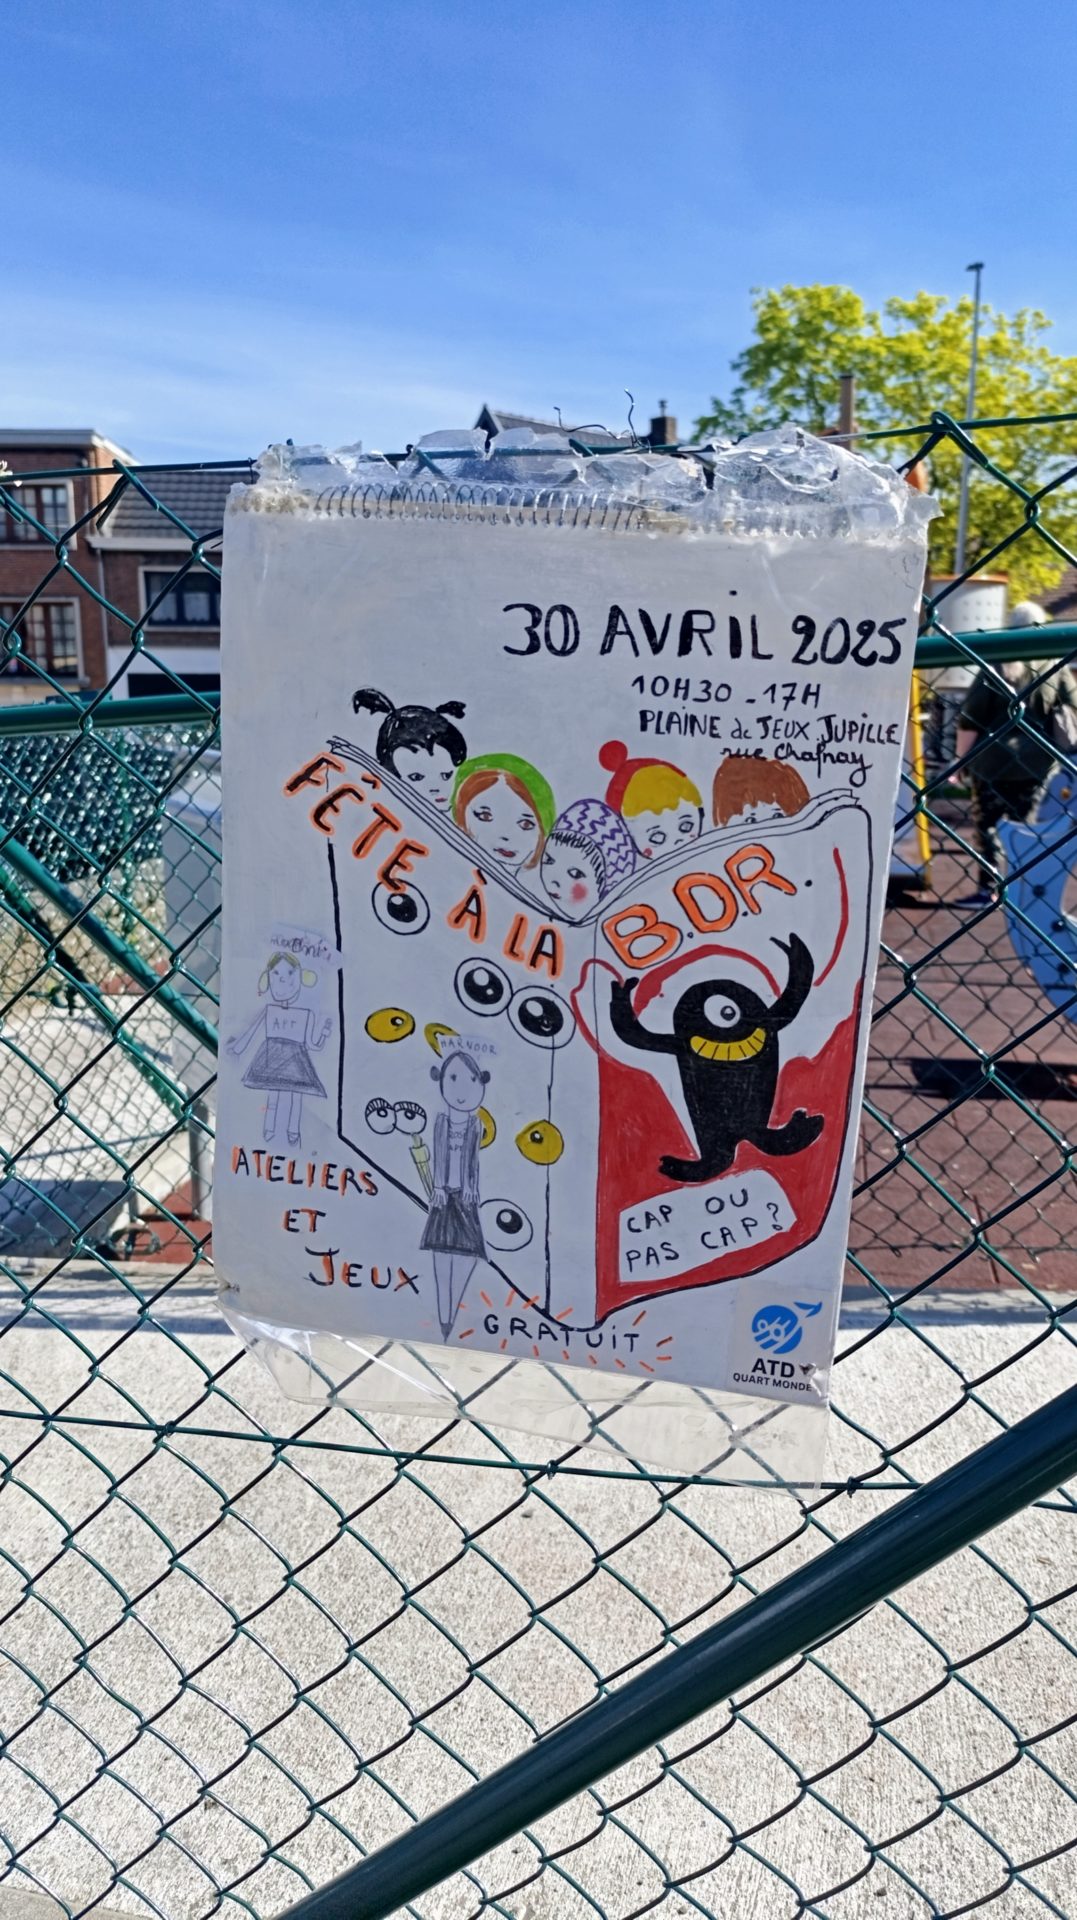 30 AVRiL 2025
10H30 - 17H
PLAiNE de JEUX JUPiLLE
rue Chafnay
FÊTE À LA B.D.R.
APT
HARNOOR
ATELiERS
ET
JEUX
CAP OU
PAS CAP?
GRATUiT
ATD
QUART MONDE